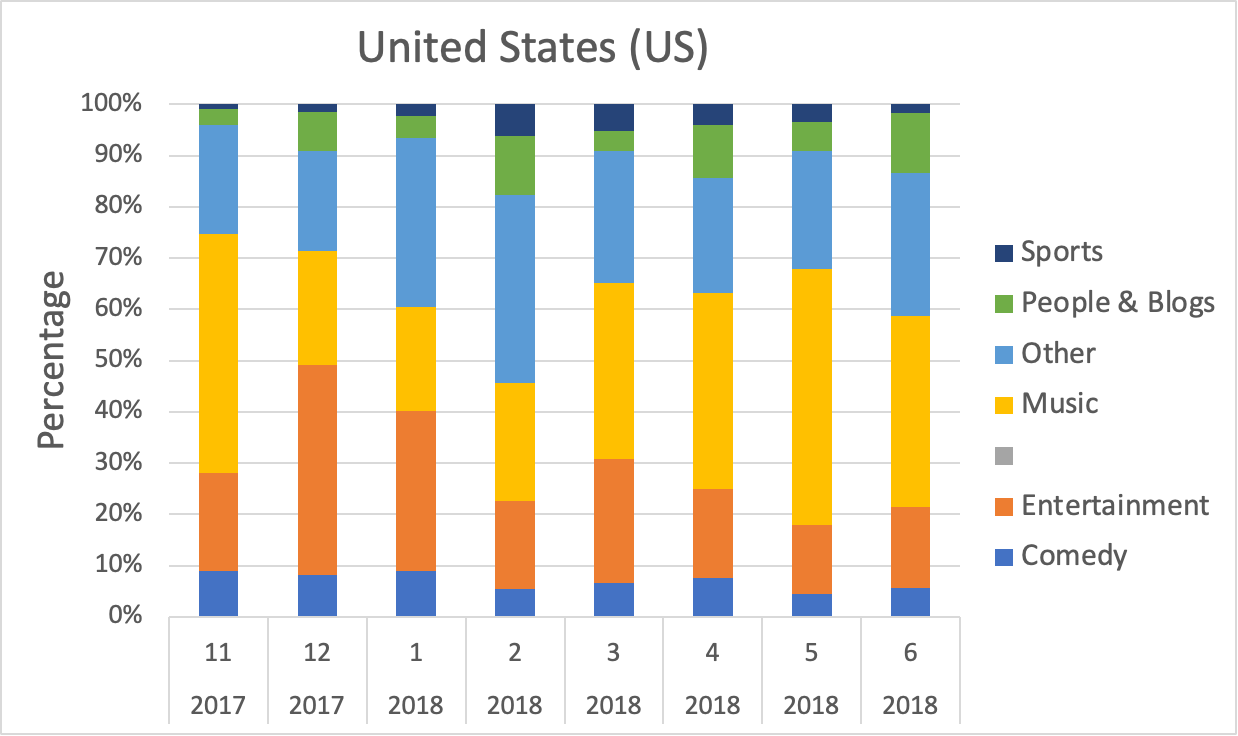 United States (US)
Percentage
100%
90%
80%
70%
60%
50%
40%
30%
20%
10%
0%
11 12 1 2 3 4 5 6
2017 2017 2018 2018 2018 2018 2018 2018
Sports
People & Blogs
Other
Music
Entertainment
Comedy